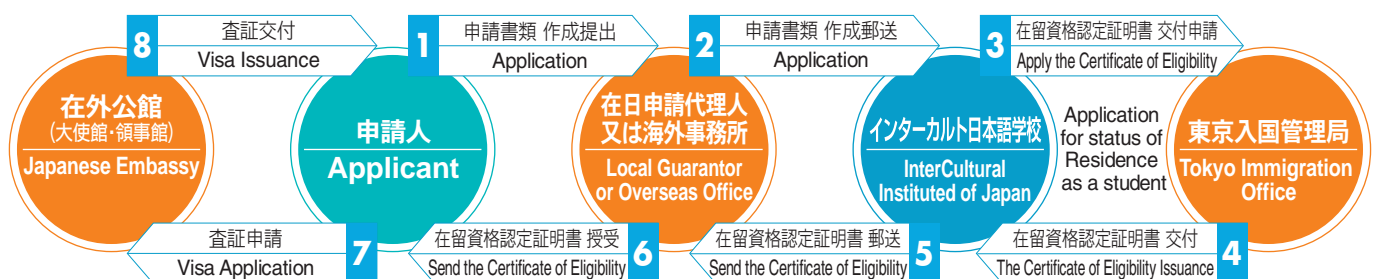 8
査証交付
Visa Issuance
1
申請書類 作成提出
Application
2
申請書類 作成郵送
Application
3
在留資格認定証明書 交付申請
Apply the Certificate of Eligibility
在外公館
(大使館・領事館)
Japanese Embassy
申請人
Applicant
在日申請代理人
又は海外事務所
Local Guarantor
or Overseas Office
インターカルト日本語学校
InterCultural
Instituted of Japan
Application
for status of
Residence
as a student
東京入国管理局
Tokyo Immigration
Office
査証申請
Visa Application
7
在留資格認定証明書 授受
Send the Certificate of Eligibility
6
在留資格認定証明書 郵送
Send the Certificate of Eligibility
5
在留資格認定証明書 交付
The Certificate of Eligibility Issuance
4